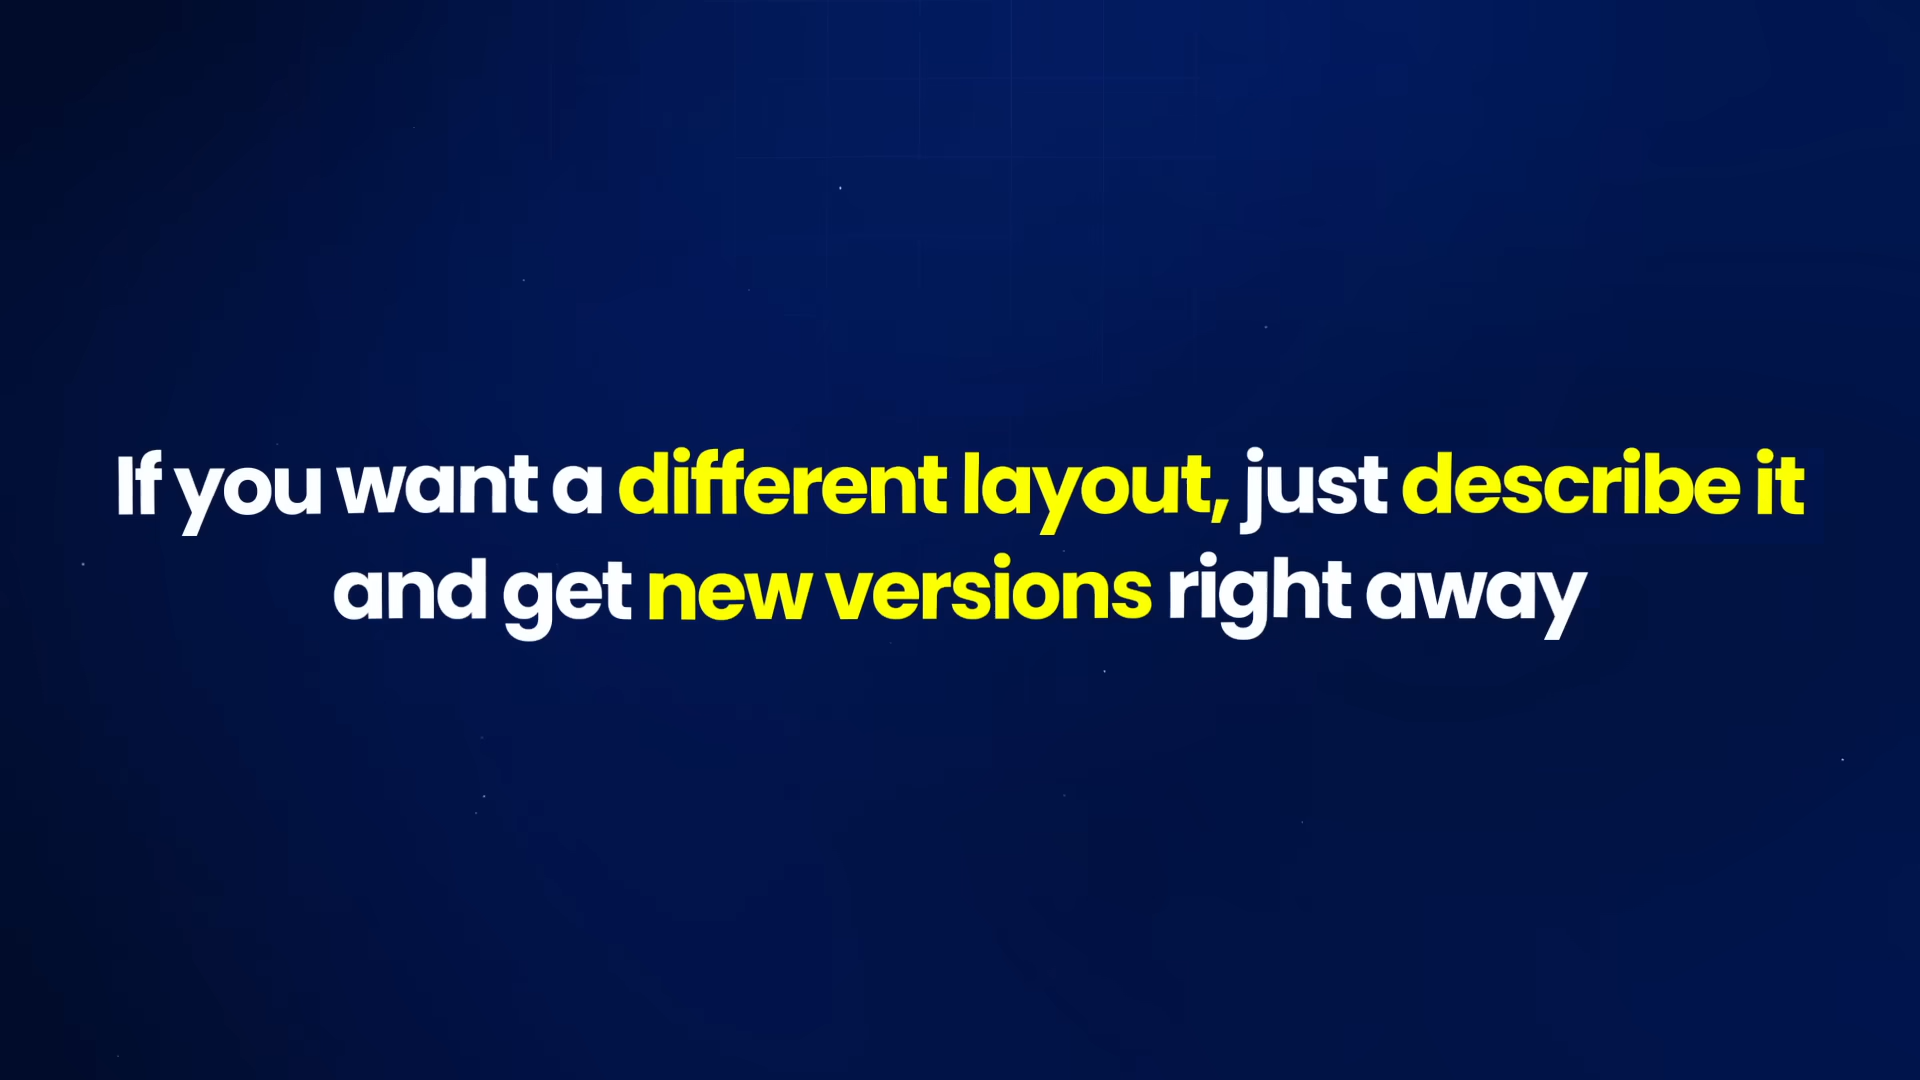 If you want a different layout, just describe it
and get new versions right away